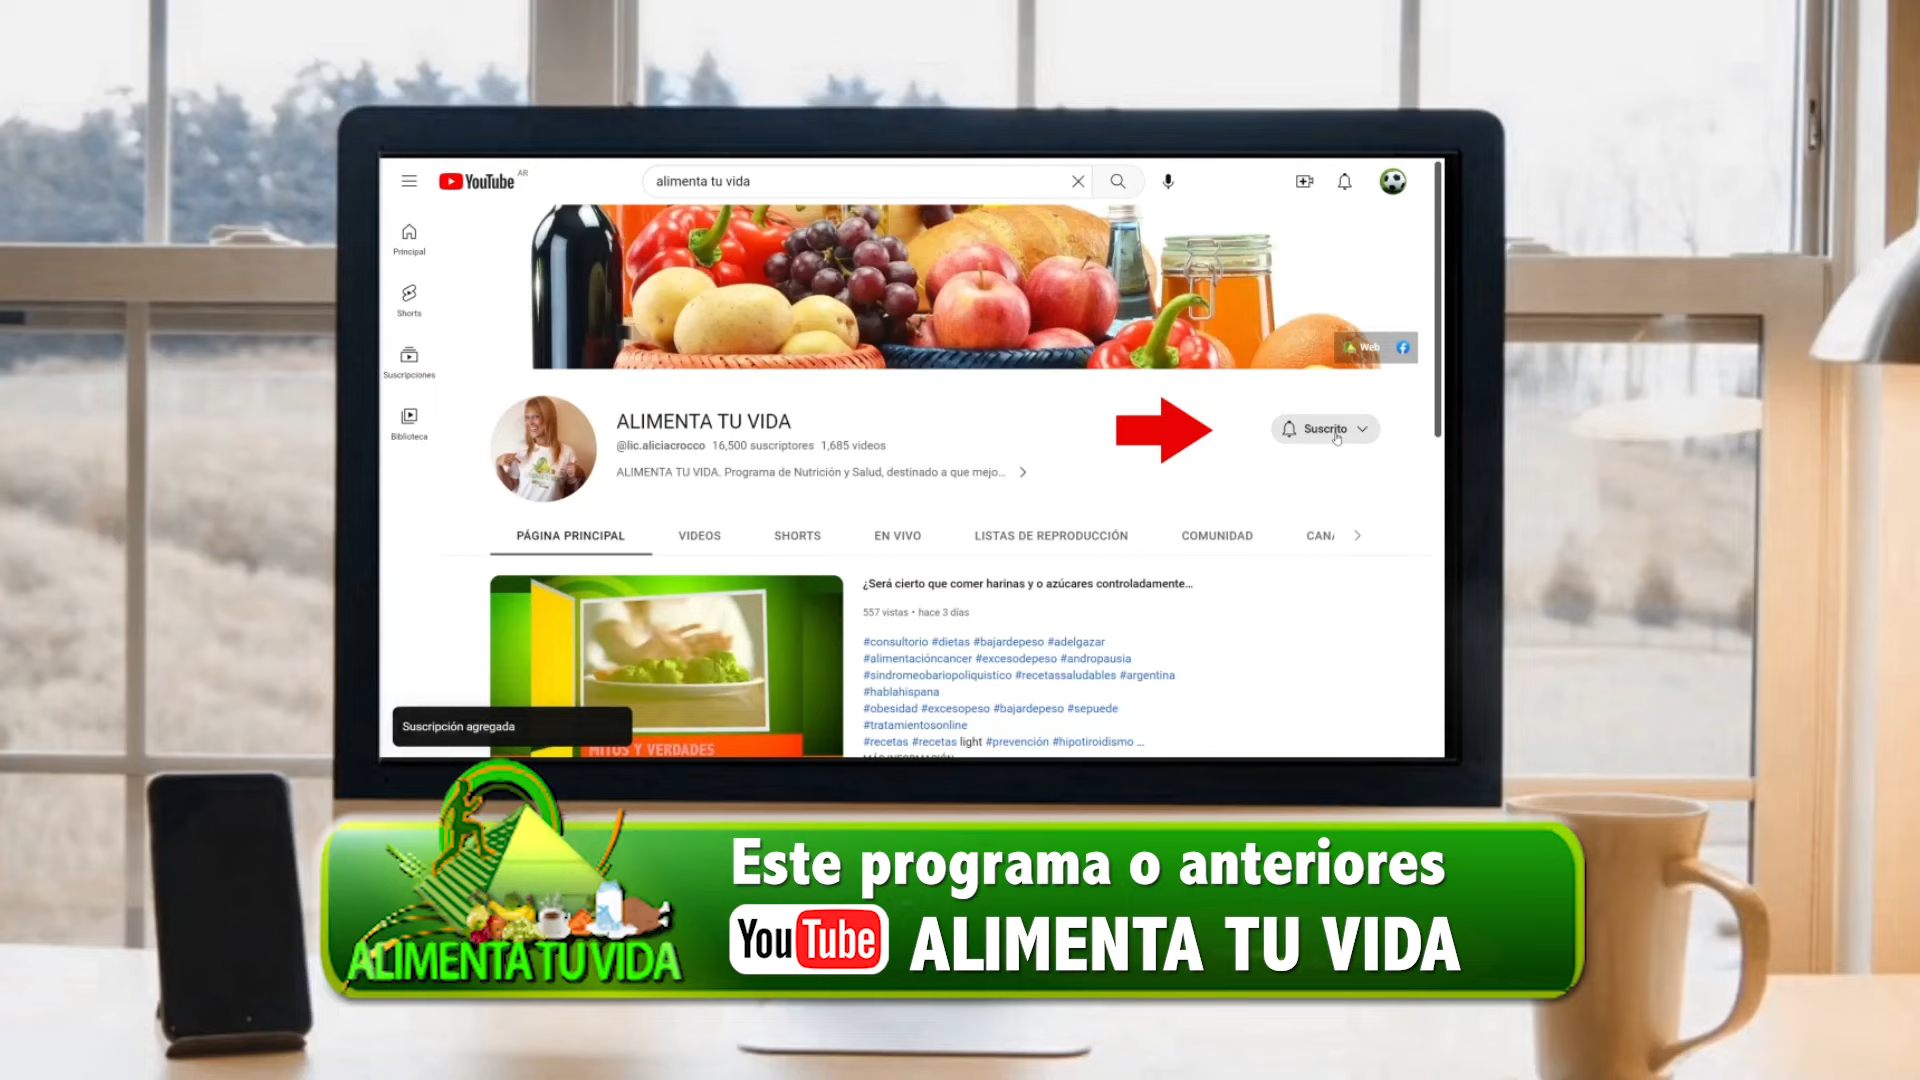 YouTube AR
alimenta tu vida
Principal
Shorts
Suscripciones
Biblioteca
Web
ALIMENTA TU VIDA
@lic.aliciacrocco 16,500 suscriptores 1,685 videos
ALIMENTA TU VIDA. Programa de Nutrición y Salud, destinado a que mejo...
Suscrito
PÁGINA PRINCIPAL VIDEOS SHORTS EN VIVO LISTAS DE REPRODUCCIÓN COMUNIDAD
¿Será cierto que comer harinas y o azúcares controladamente...
557 vistas • hace 3 días
#consultorio #dietas #bajardepeso #adelgazar
#alimentacióncancer #excesodepeso #andropausia
#sindromeobariopoliquistico #recetassaludables #argentina
#hablahispana
#obesidad #excesopeso #bajardepeso #sepuede
#tratamientosonline
#recetas #recetas light #prevención #hipotiroidismo ...
MÁS INFORMACIÓN
Suscripción agregada
MITOS Y VERDADES
ALIMENTA TU VIDA
Este programa o anteriores
YouTube ALIMENTA TU VIDA